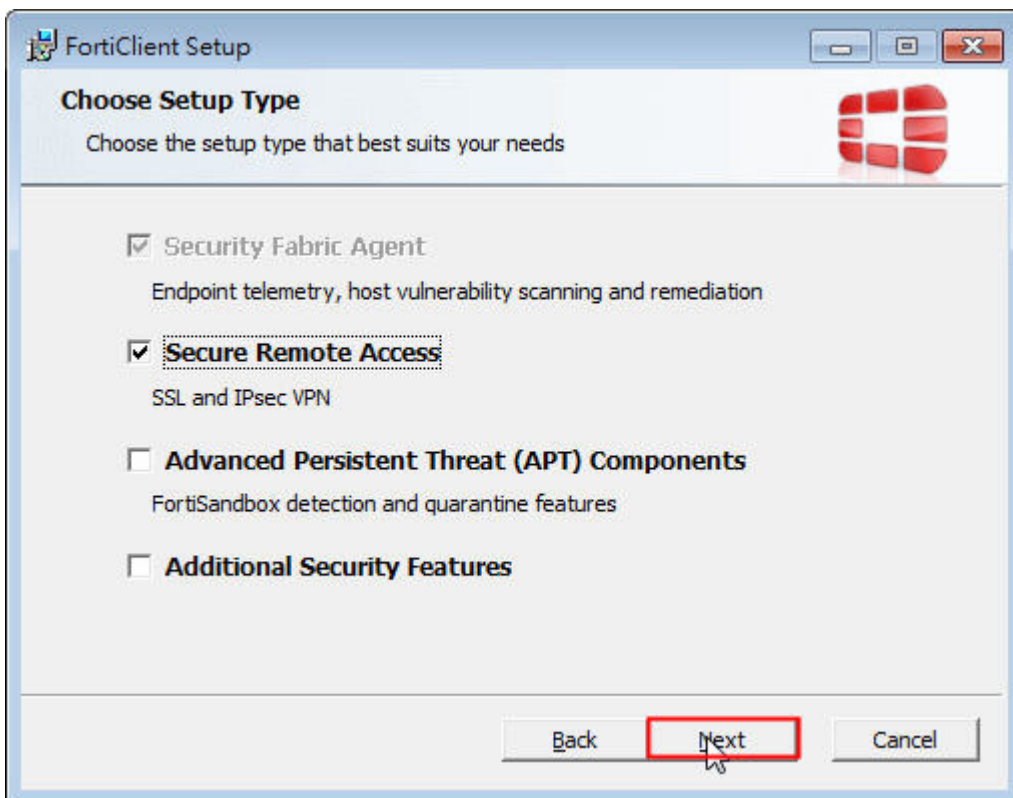 FortiClient Setup
Choose Setup Type
Choose the setup type that best suits your needs
Security Fabric Agent
Endpoint telemetry, host vulnerability scanning and remediation
Secure Remote Access
SSL and IPsec VPN
Advanced Persistent Threat (APT) Components
FortiSandbox detection and quarantine features
Additional Security Features
Back Next Cancel